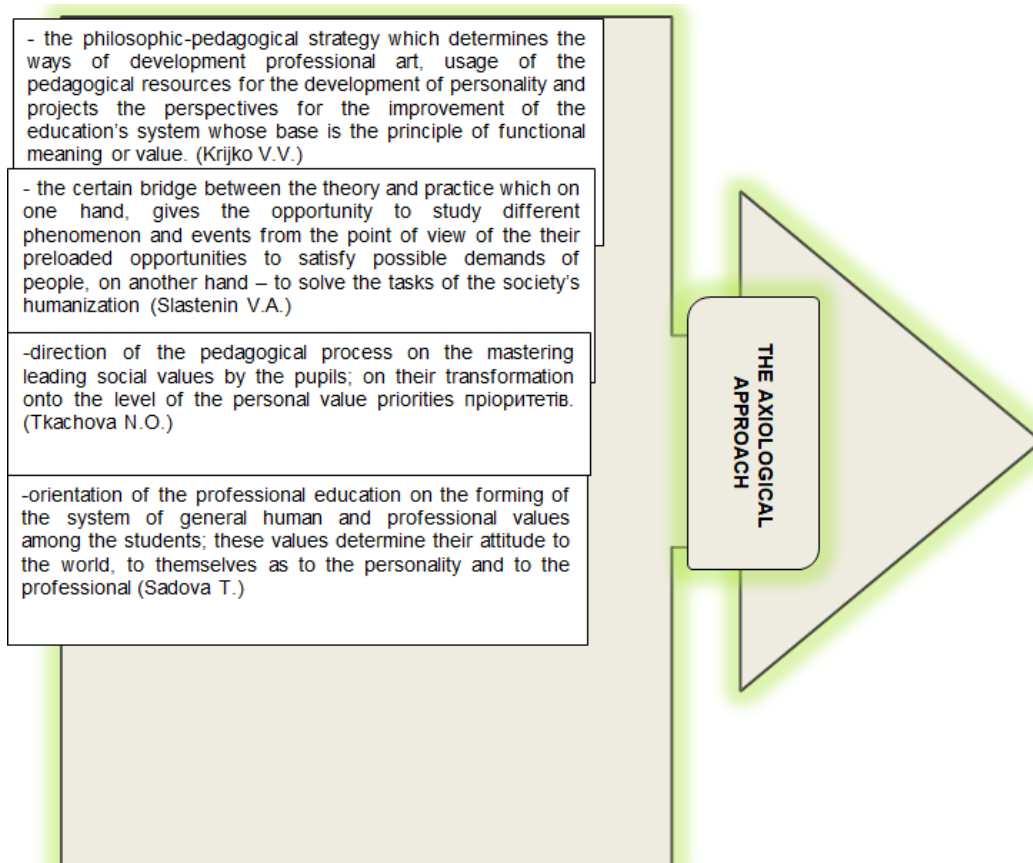 - the philosophic-pedagogical strategy which determines the
ways of development professional art, usage of the
pedagogical resources for the development of personality and
projects the perspectives for the improvement of the
education’s system whose base is the principle of functional
meaning or value. (Krijko V.V.)
- the certain bridge between the theory and practice which on
one hand, gives the opportunity to study different
phenomenon and events from the point of view of the their
preloaded opportunities to satisfy possible demands of
people, on another hand – to solve the tasks of the society’s
humanization (Slastenin V.A.)
-direction of the pedagogical process on the mastering
leading social values by the pupils; on their transformation
onto the level of the personal value priorities пріоритетів.
(Tkachova N.O.)
-orientation of the professional education on the forming of
the system of general human and professional values
among the students; these values determine their attitude to
the world, to themselves as to the personality and to the
professional (Sadova T.)
THE AXIOLOGICAL
APPROACH